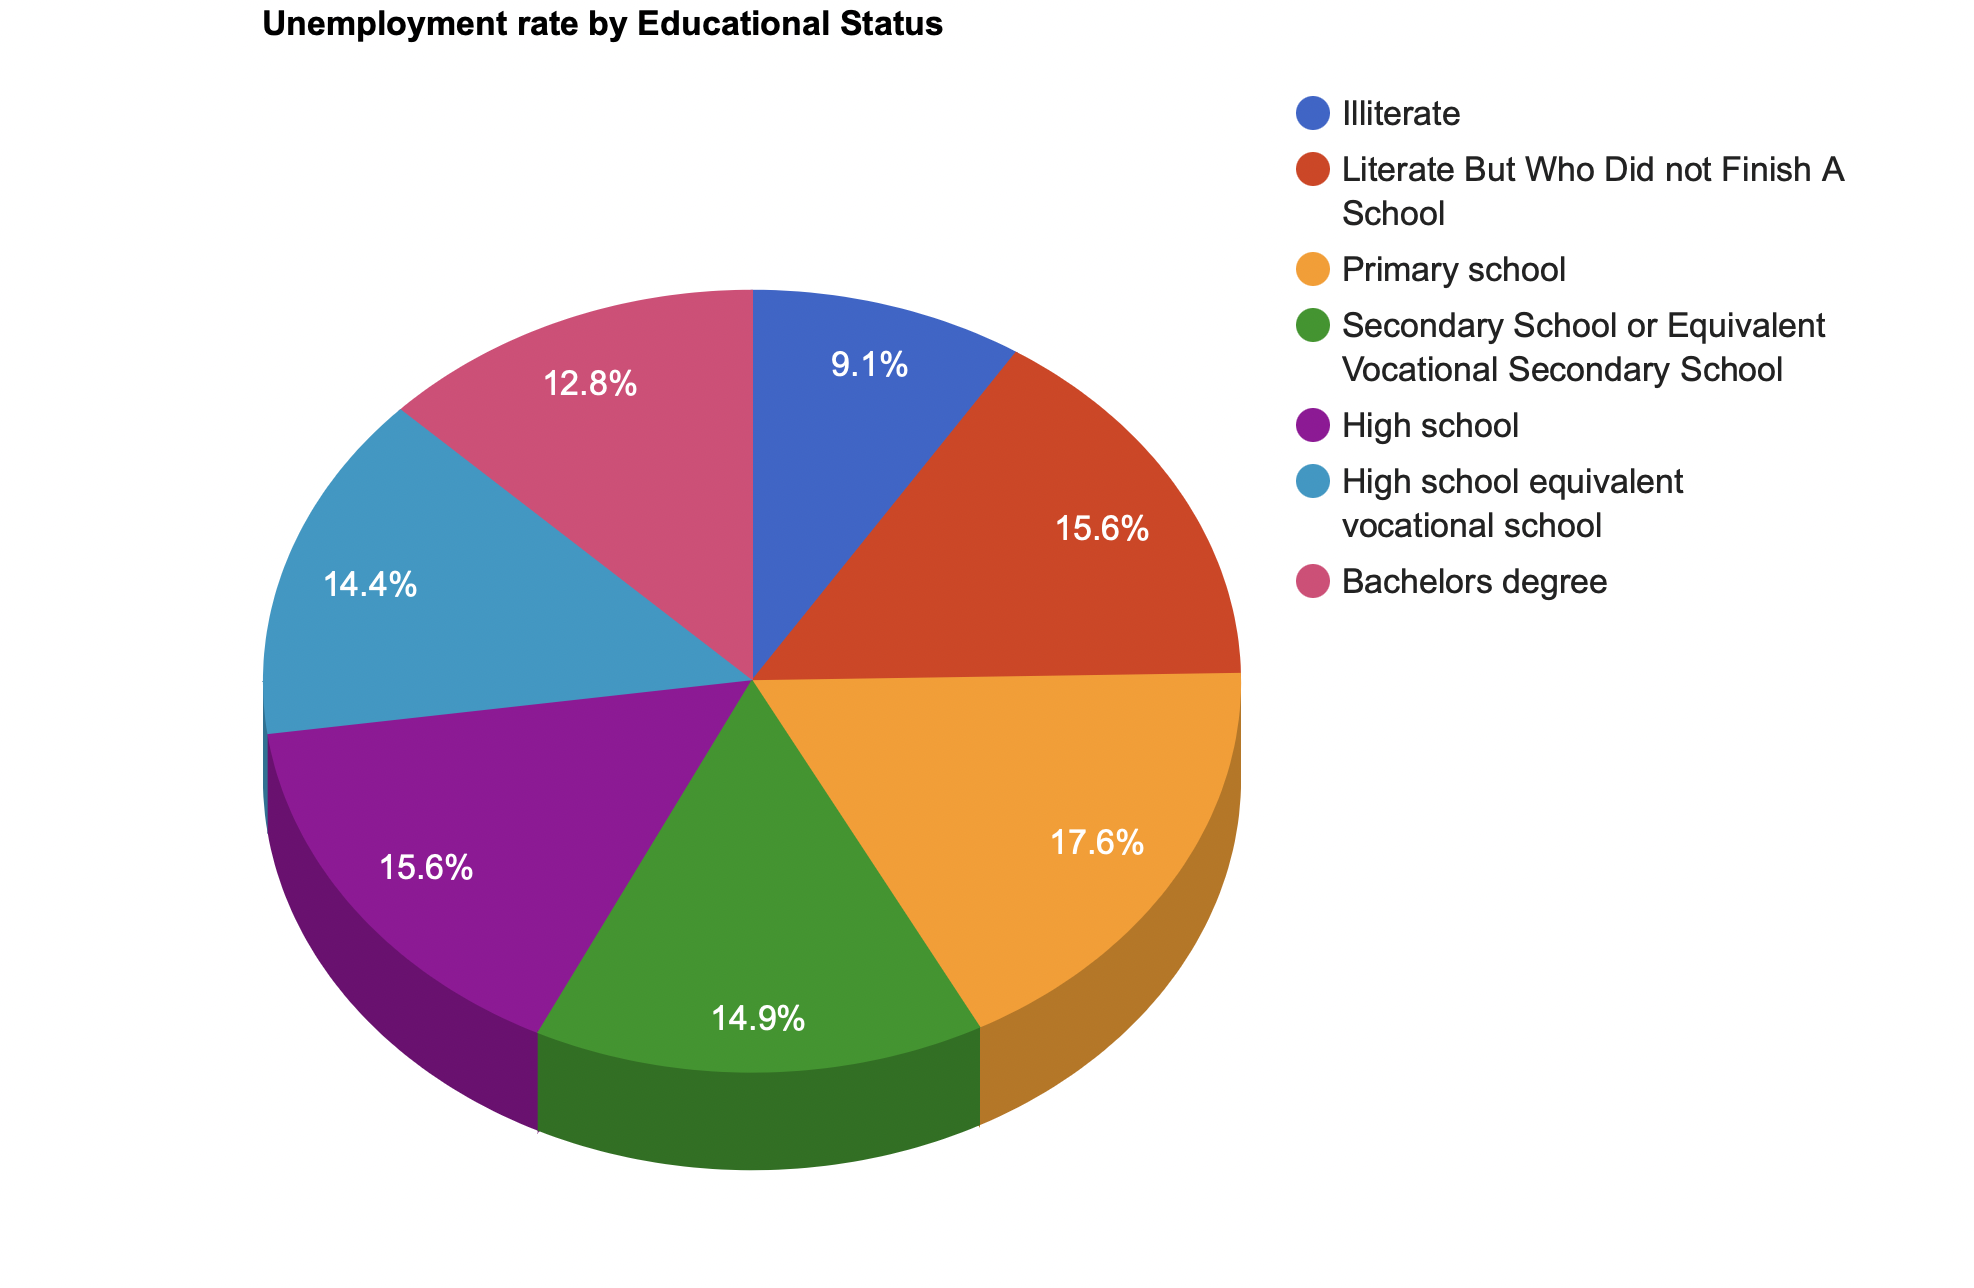 Unemployment rate by Educational Status
Illiterate
Literate But Who Did not Finish A
School
Primary school
Secondary School or Equivalent
Vocational Secondary School
High school
High school equivalent
vocational school
Bachelors degree
9.1%
12.8%
15.6%
14.4%
17.6%
15.6%
14.9%